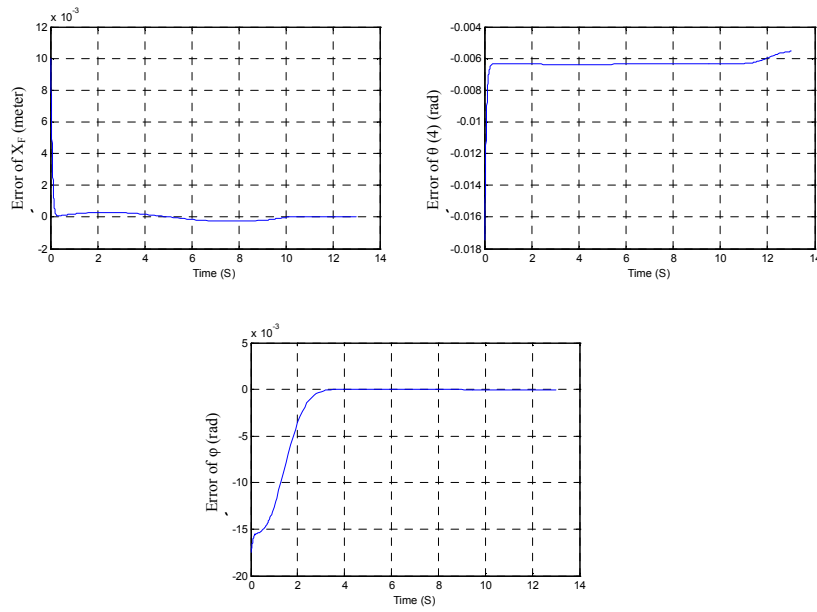 x 10^-3
12
10
8
6
4
2
0
-2
0 2 4 6 8 10 12 14
Time (S)
Error of X_F (meter)
-0.004
-0.006
-0.008
-0.01
-0.012
-0.014
-0.016
-0.018
0 2 4 6 8 10 12 14
Time (S)
Error of θ (4) (rad)
x 10^-3
5
0
-5
-10
-15
-20
0 2 4 6 8 10 12 14
Time (S)
Error of φ (rad)